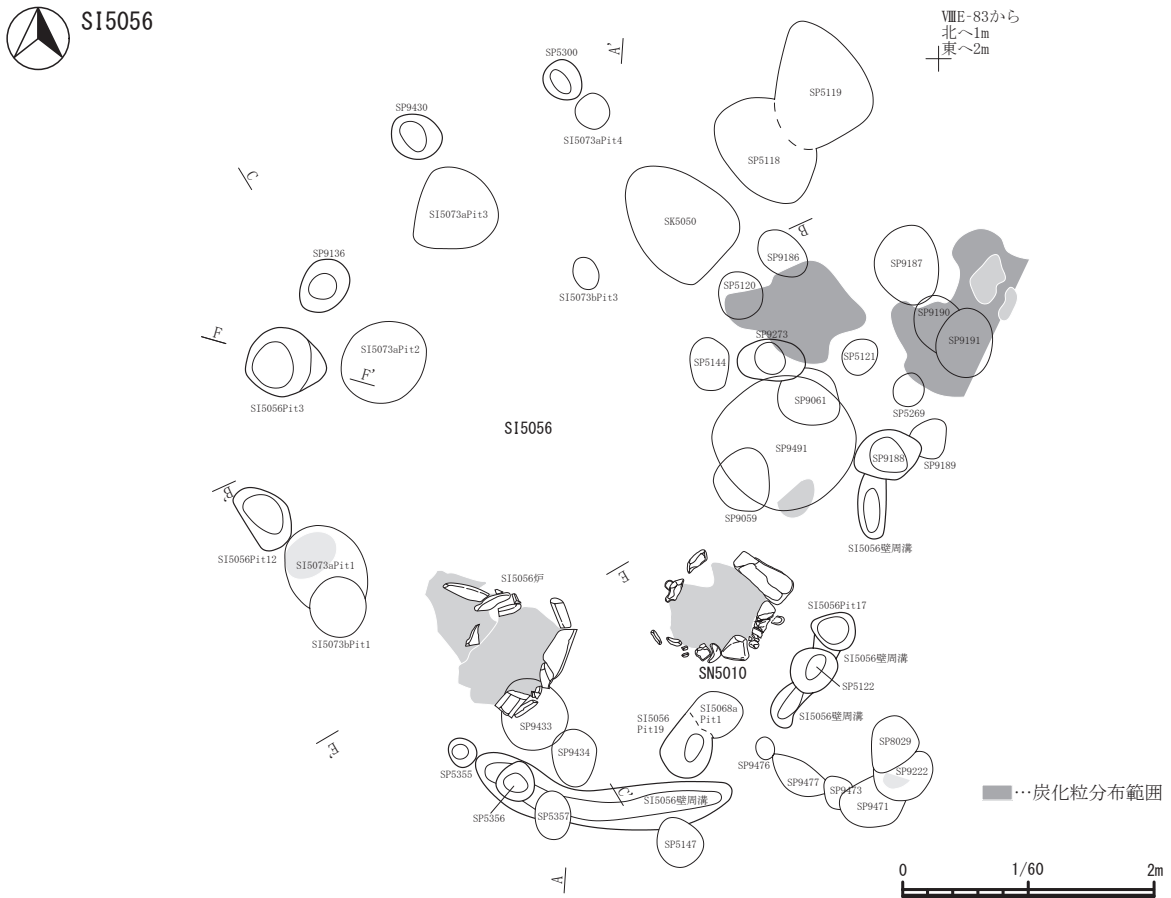 SI5056
ⅧE-83から
北へ1m
東へ2m
A'
SP5300
SI5073aPit4
SP5119
SP5118
SP9430
C
SI5073aPit3
SK5050
B
SP9186
SP9187
SP9136
SI5073bPit3
SP5120
SP9190
SP9191
F
SI5073aPit2
F'
SP9273
SP5144
SP5121
SI5056Pit3
SP5269
SP9061
SI5056
SP9491
SP9188
SP9189
SP9059
B'
SI5056壁周溝
SI5056Pit12
SI5073aPit1
SI5056炉
E
SI5056Pit17
SI5073bPit1
SI5056壁周溝
SN5010
SP5122
SI5056壁周溝
SI5056
Pit19
SI5068a
Pit1
SP9433
E'
SP9434
SP5355
SP9476
SP8029
SP9222
SP9477
SP9473
SP9471
C'
SI5056壁周溝
SP5356
SP5357
SP5147
…炭化粒分布範囲
A
0
1/60
2m